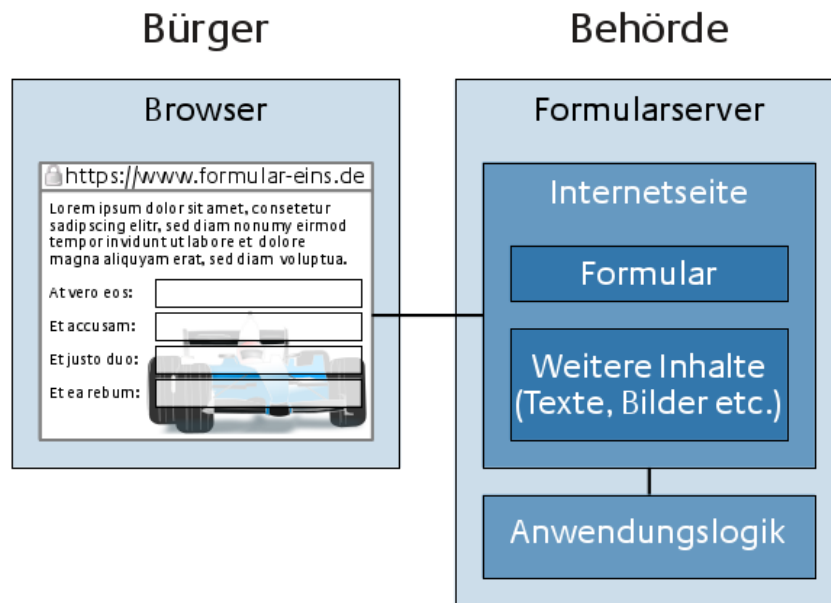 Bürger
Behörde
Browser
https://www.formular-eins.de
Lorem ipsum dolor sit amet, consetetur
sadipscing elitr, sed diam nonumy eirmod
tempor invidunt ut labore et dolore
magna aliquyam erat, sed diam voluptua.
At vero eos:
Et accusam:
Et justo duo:
Et ea rebum:
Formularserver
Internetseite
Formular
Weitere Inhalte
(Texte, Bilder etc.)
Anwendungslogik